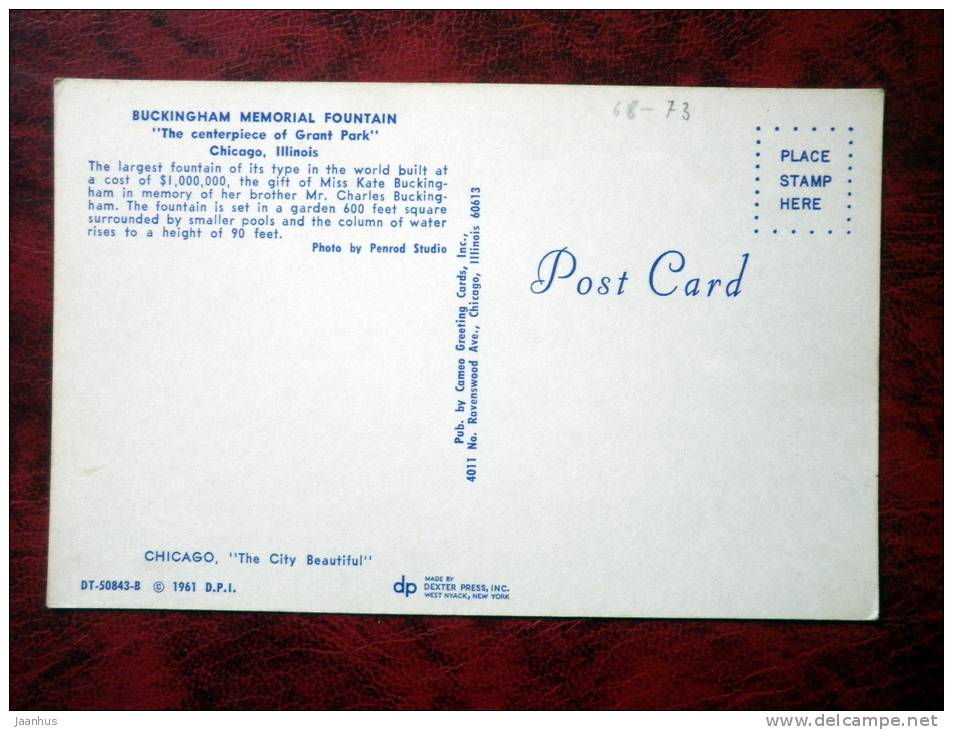 68-73
BUCKINGHAM MEMORIAL FOUNTAIN
"The centerpiece of Grant Park"
Chicago, Illinois
The largest fountain of its type in the world built at
a cost of $1,000,000, the gift of Miss Kate Bucking-
ham in memory of her brother Mr. Charles Bucking-
ham. The fountain is set in a garden 600 feet square
surrounded by smaller pools and the column of water
rises to a height of 90 feet.
Photo by Penrod Studio
CHICAGO, "The City Beautiful"
DT-50843-B © 1961 D.P.I.
Pub. by Cameo Greeting Cards, Inc.,
4011 No. Ravenswood Ave., Chicago, Illinois 60613
dp
MADE BY
DEXTER PRESS, INC.
WEST NYACK, NEW YORK
PLACE
STAMP
HERE
Post Card
Jaanhus
www.delcampe.net